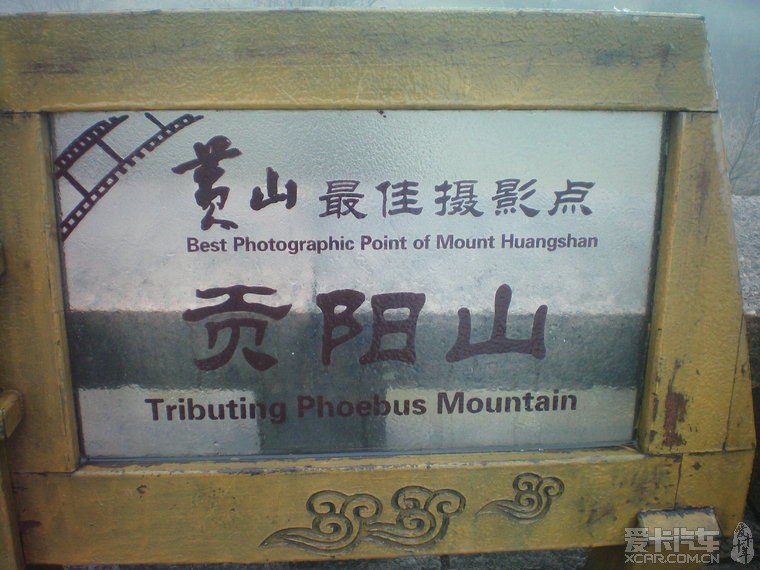 黄山 最佳摄影点
Best Photographic Point of Mount Huangshan
贡阳山
Tributing Phoebus Mountain
爱卡汽车
XCAR.COM.CN